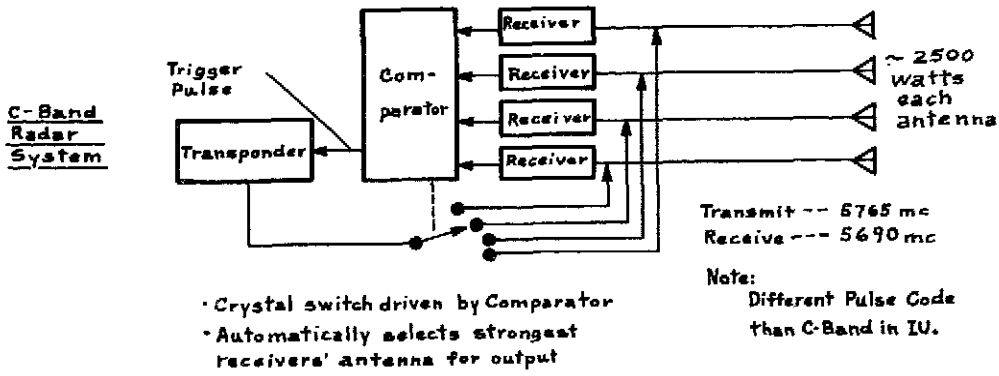 C-Band
Radar
System
Trigger
Pulse
Transponder
Com-
parator
Receiver
Receiver
Receiver
Receiver
~ 2500
watts
each
antenna
Transmit -- 5765 mc
Receive --- 5690 mc
Note:
Different Pulse Code
than C-Band in IU.
· Crystal switch driven by Comparator
· Automatically selects strongest
receivers' antenna for output